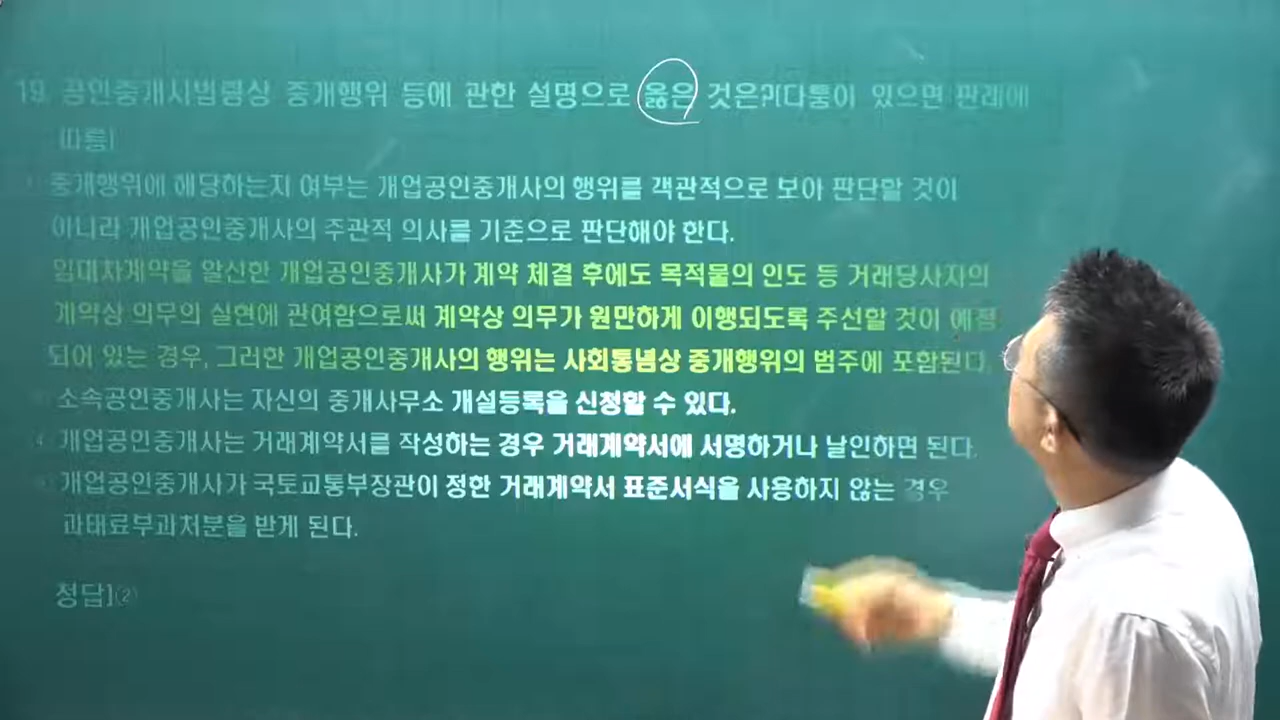 19. 공인중개사법령상 중개행위 등에 관한 설명으로 옳은 것은?(다툼이 있으면 판례에
따름)
중개행위에 해당하는지 여부는 개업공인중개사의 행위를 객관적으로 보아 판단할 것이
아니라 개업공인중개사의 주관적 의사를 기준으로 판단해야 한다.
임대차계약을 알선한 개업공인중개사가 계약 체결 후에도 목적물의 인도 등 거래당사자의
계약상 의무의 실현에 관여함으로써 계약상 의무가 원만하게 이행되도록 주선할 것이 예정
되어 있는 경우, 그러한 개업공인중개사의 행위는 사회통념상 중개행위의 범주에 포함된다.
소속공인중개사는 자신의 중개사무소 개설등록을 신청할 수 있다.
개업공인중개사는 거래계약서를 작성하는 경우 거래계약서에 서명하거나 날인하면 된다.
개업공인중개사가 국토교통부장관이 정한 거래계약서 표준서식을 사용하지 않는 경우
과태료부과처분을 받게 된다.
정답]②